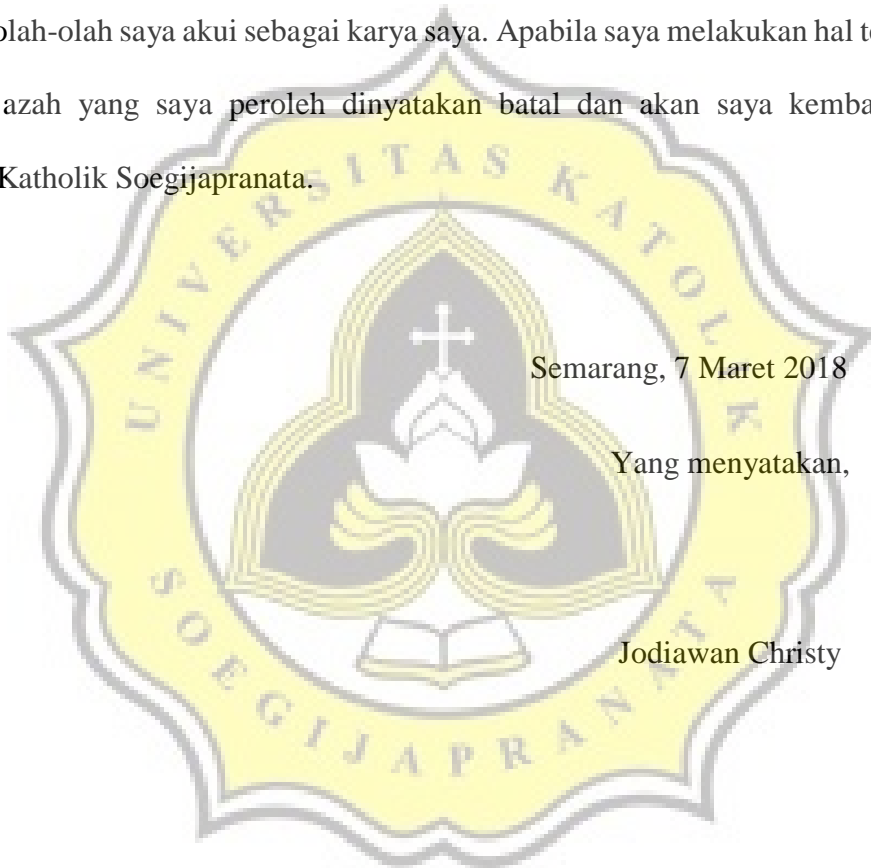 olah-olah saya akui sebagai karya saya. Apabila saya melakukan hal
azah yang saya peroleh dinyatakan batal dan akan saya kemba
Katholik Soegijapranata.
UNIVERSITAS KATOLIK
Semarang, 7 Maret 2018
Yang menyatakan,
Jodiawan Christy
SOEGIJAPRANATA